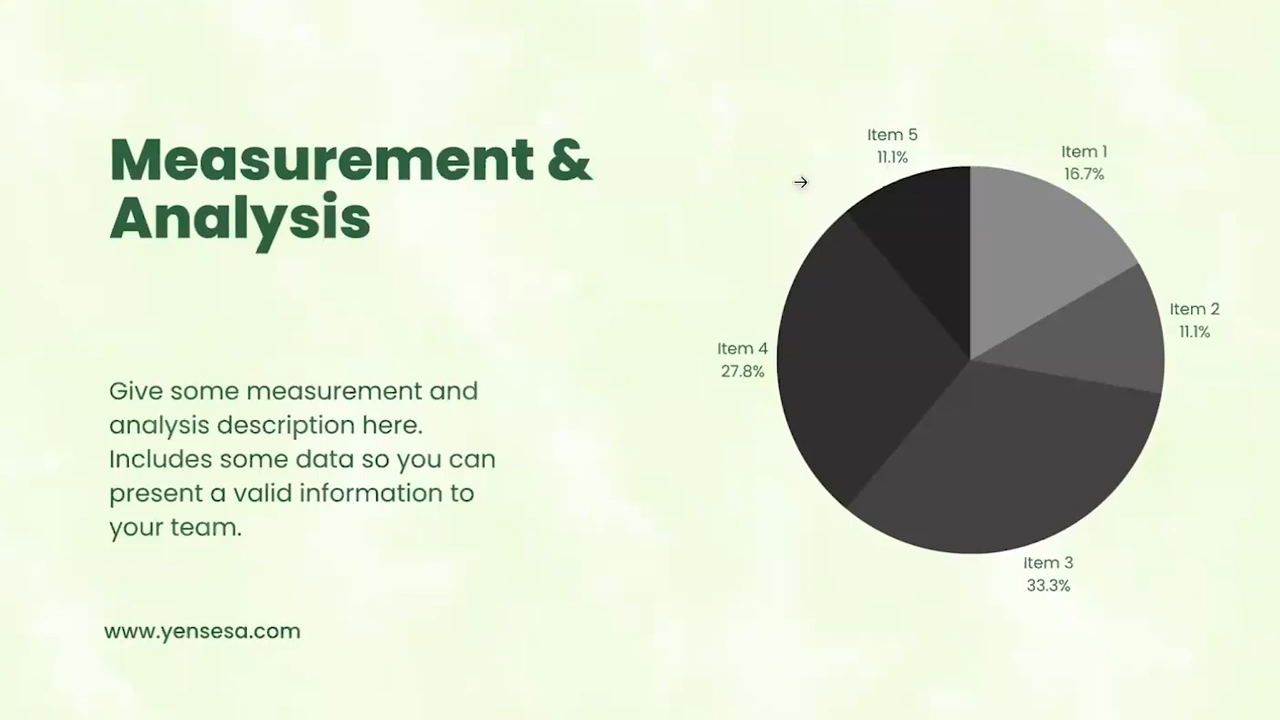 Measurement &
Analysis
Give some measurement and
analysis description here.
Includes some data so you can
present a valid information to
your team.
www.yensesa.com
Item 5
11.1%
Item 1
16.7%
Item 2
11.1%
Item 4
27.8%
Item 3
33.3%